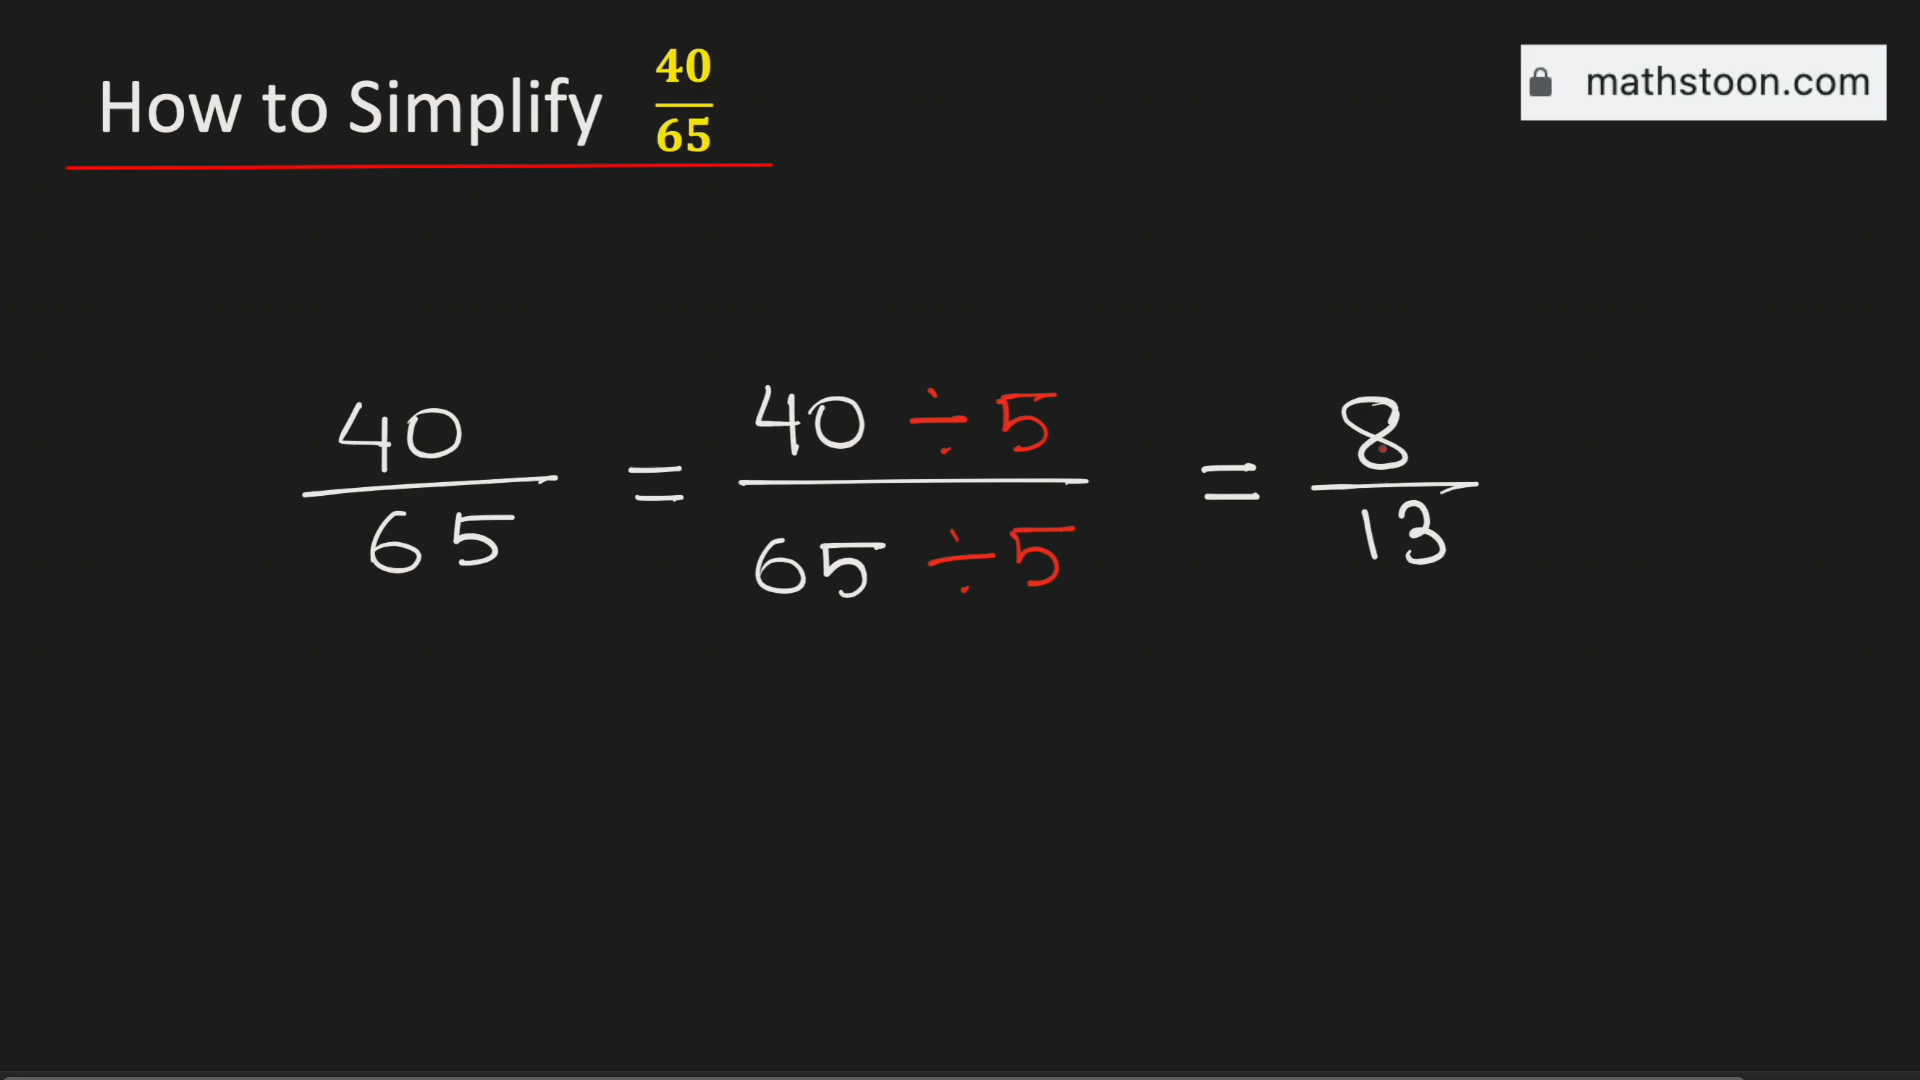 How to Simplify 40/65
mathstoon.com
40/65 = 40 ÷ 5/65 ÷ 5 = 8/13